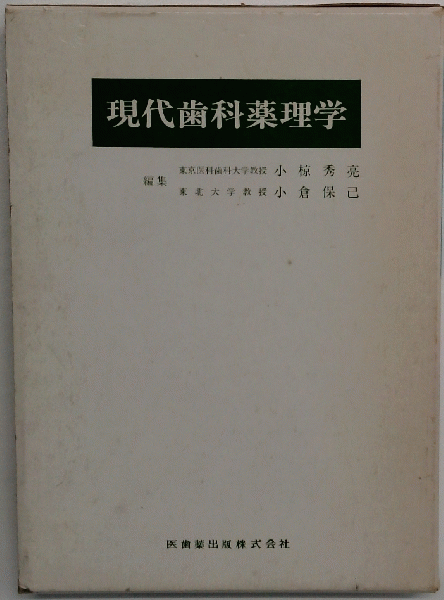 現代歯科薬理学
編集
東京医科歯科大学教授 小椋秀亮
東北大学教授 小倉保己
医歯薬出版株式会社